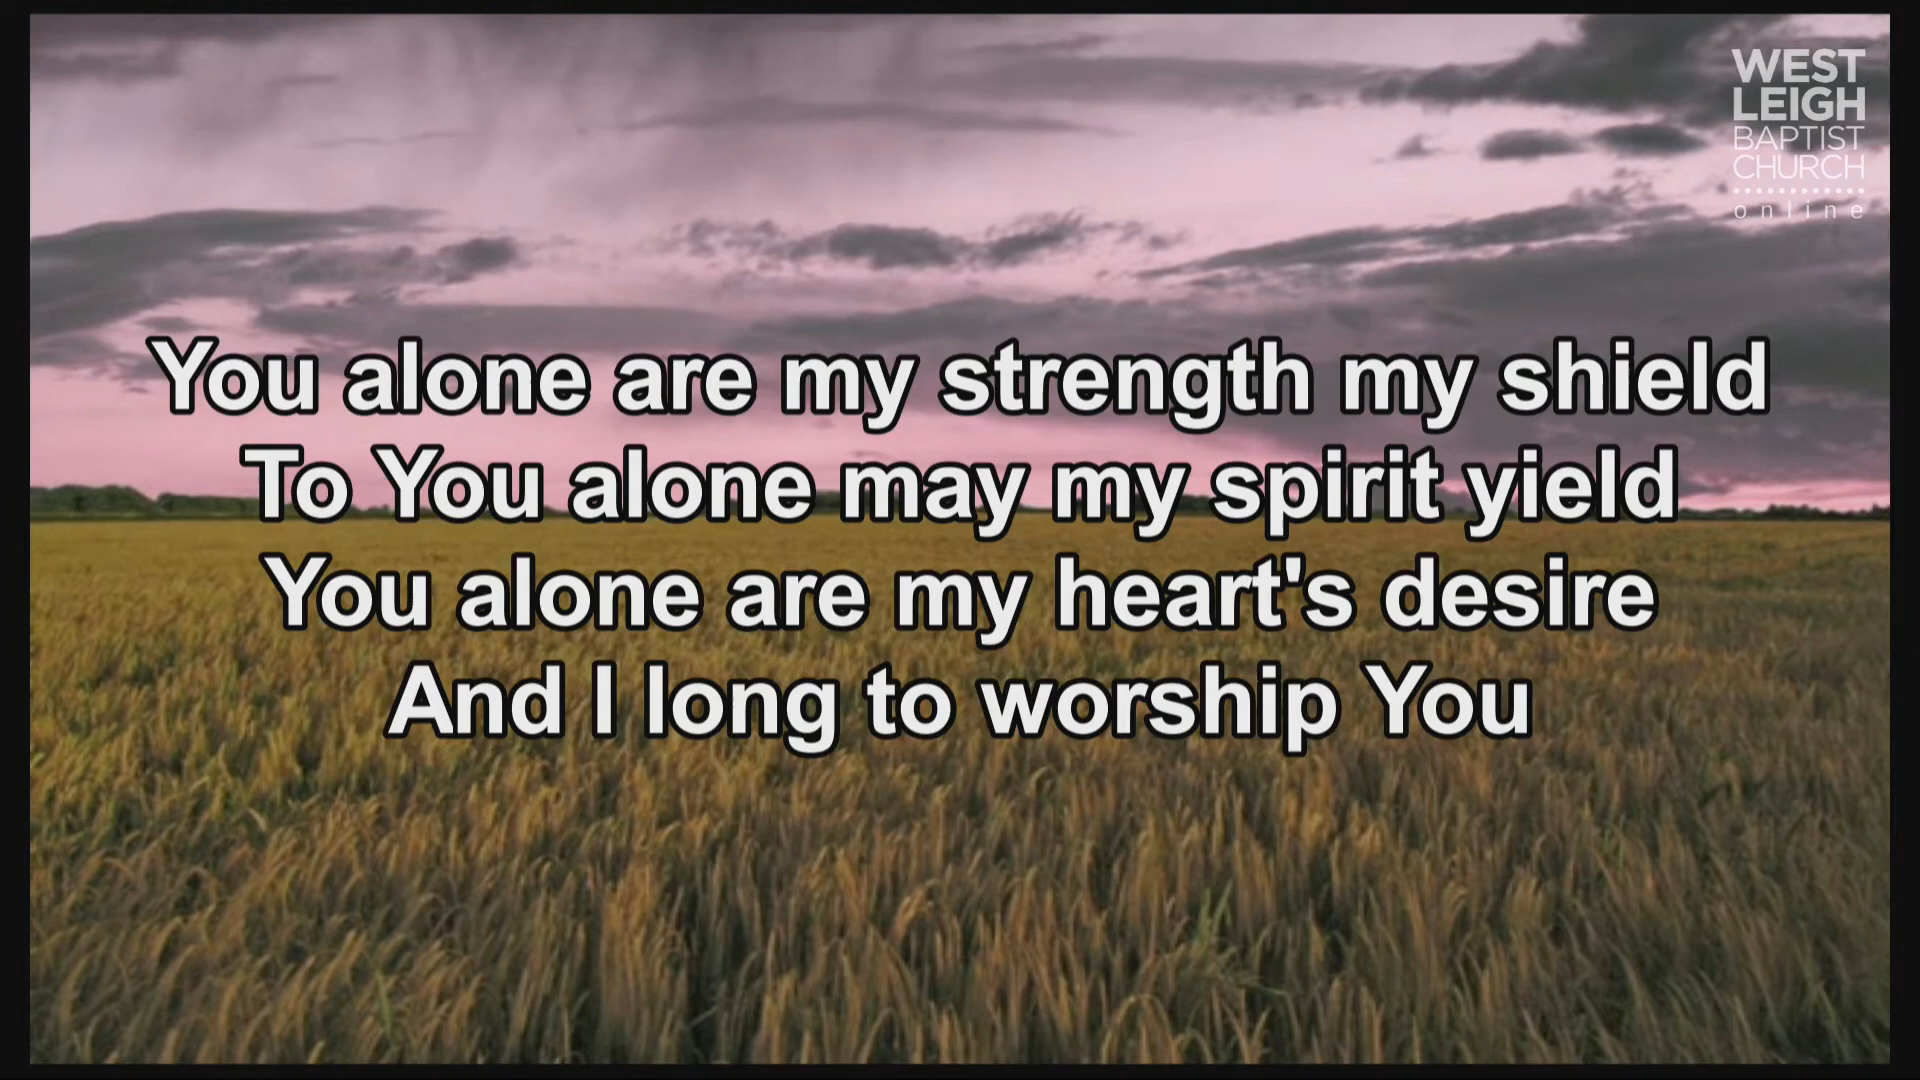 WEST
LEIGH
BAPTIST
CHURCH
online
You alone are my strength my shield
To You alone may my spirit yield
You alone are my heart's desire
And I long to worship You